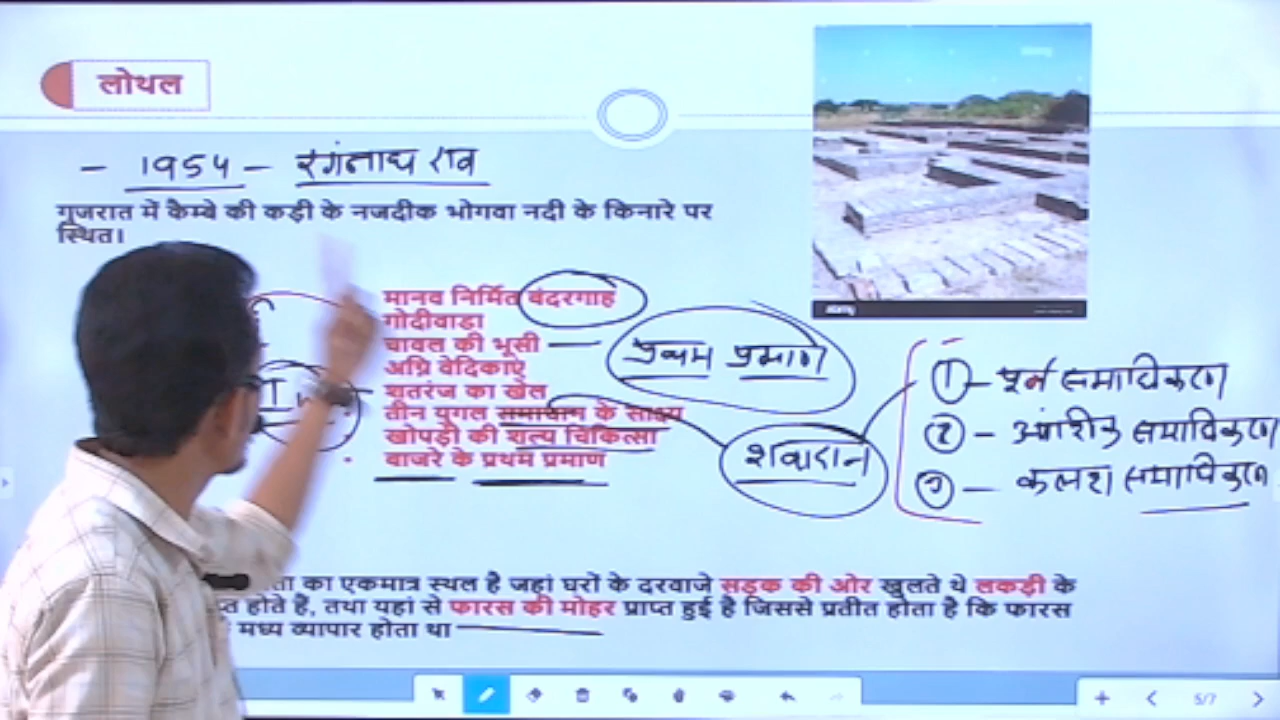 लोथल
- 1954 - रंगनाथ राव
गुजरात में कैम्बे की कड़ी के नजदीक भोगवा नदी के किनारे पर
स्थित।
मानव निर्मित बंदरगाह
गोदीवाडा
चावल की भूसी
प्रथम प्रमाण
अग्नि वेदिकाऐं
शतरंज का खेल
तीन युगल समाधान के साक्ष्य
खोपड़ी की शल्य चिकित्सा
बाजरे के प्रथम प्रमाण
शवादान
① - पूर्ण समाधिकरण
② - आंशिक समाधिकरण
③ - कलश समाधिकरण
का एकमात्र स्थल है जहां घरों के दरवाजे सड़क की ओर खुलते थे लकड़ी के
होते हैं, तथा यहां से फारस की मोहर प्राप्त हुई है जिससे प्रतीत होता है कि फारस
मध्य व्यापार होता था
5/7